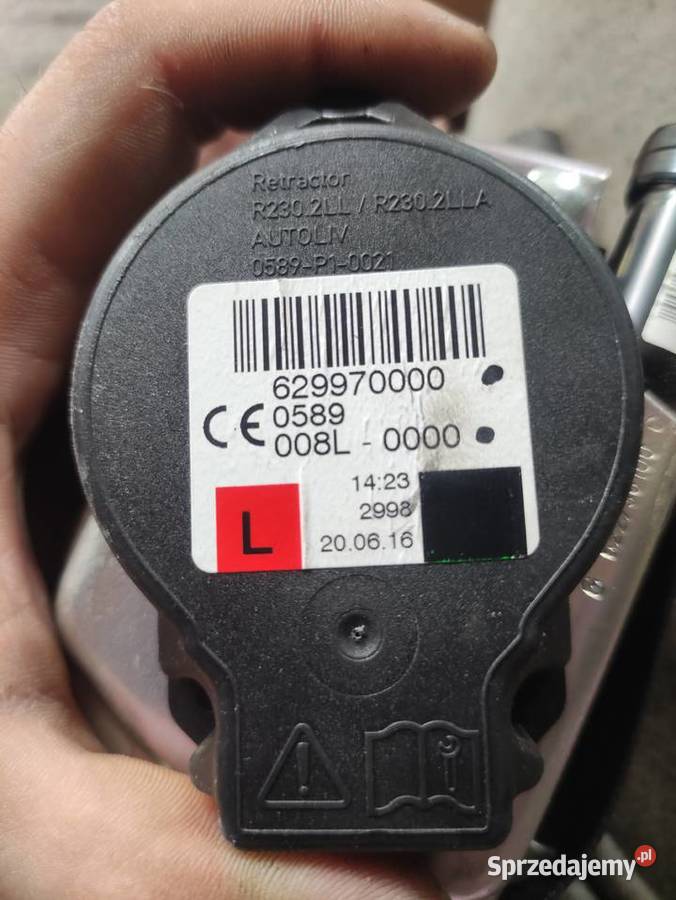 Retractor
R230.2LL / R230.2LLA
AUTOLIV
0589-P1-0021
629970000
CE 0589
008L - 0000
14:23
2998
20.06.16
L
Sprzedajemy.pl